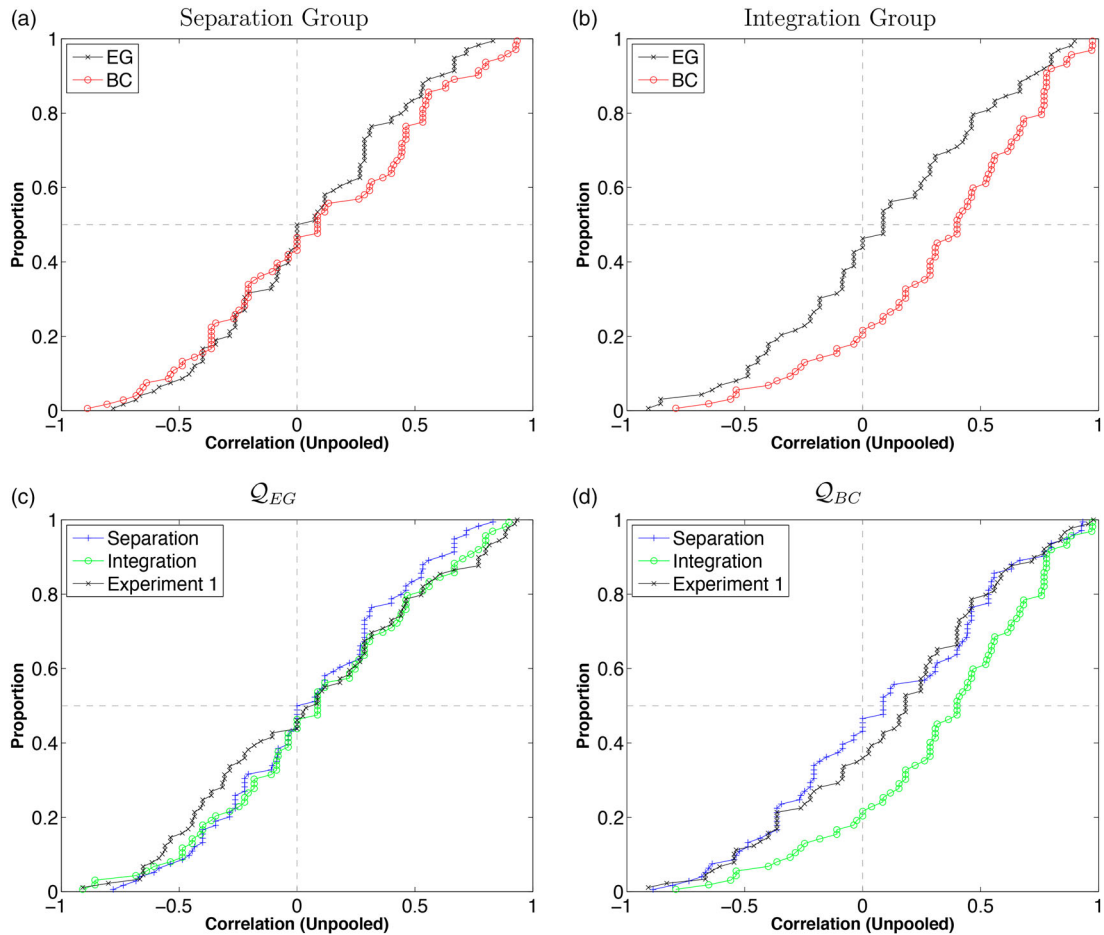 (a) Separation Group
(b) Integration Group
1
0.8
0.6
0.4
0.2
0
Proportion
EG
BC
−1 −0.5 0 0.5 1
Correlation (Unpooled)
1
0.8
0.6
0.4
0.2
0
Proportion
EG
BC
−1 −0.5 0 0.5 1
Correlation (Unpooled)
(c) Q_EG
(d) Q_BC
1
0.8
0.6
0.4
0.2
0
Proportion
Separation
Integration
Experiment 1
−1 −0.5 0 0.5 1
Correlation (Unpooled)
1
0.8
0.6
0.4
0.2
0
Proportion
Separation
Integration
Experiment 1
−1 −0.5 0 0.5 1
Correlation (Unpooled)